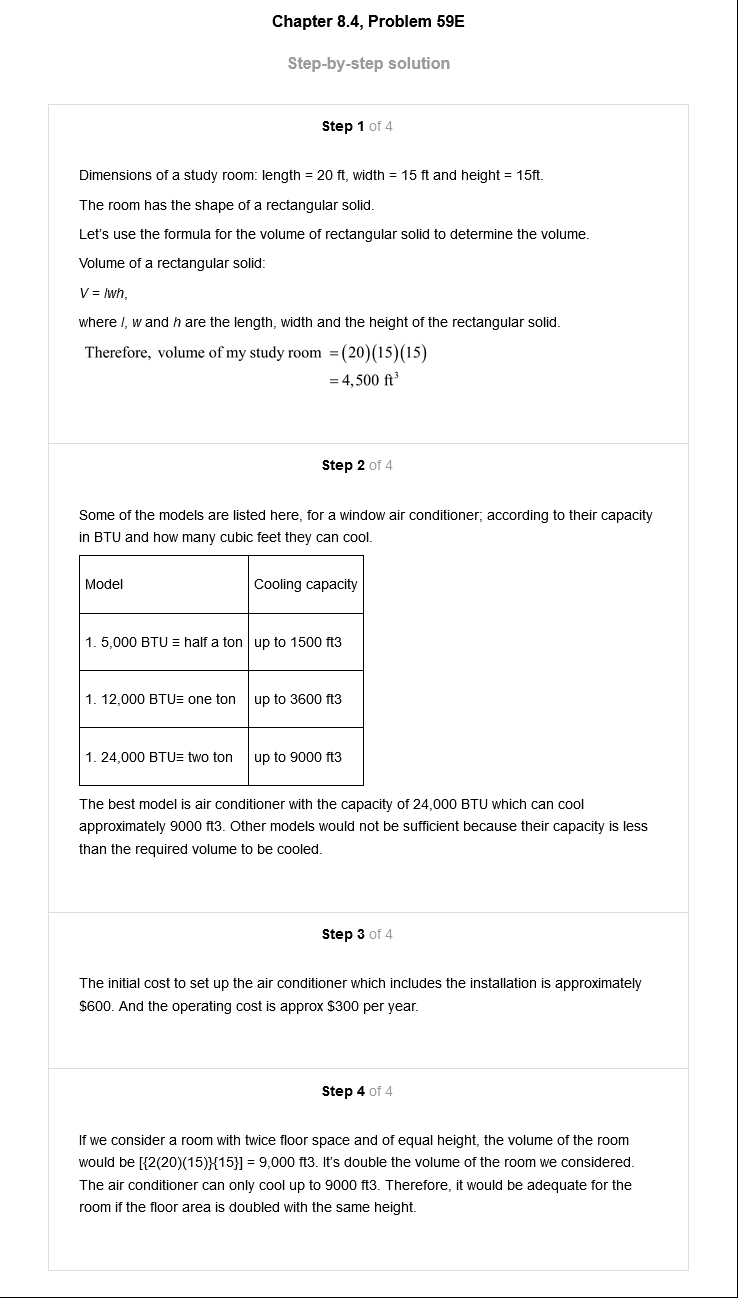 Chapter 8.4, Problem 59E
Step-by-step solution
Step 1 of 4
Dimensions of a study room: length = 20 ft, width = 15 ft and height = 15ft.
The room has the shape of a rectangular solid.
Let's use the formula for the volume of rectangular solid to determine the volume.
Volume of a rectangular solid:
V = lwh,
where l, w and h are the length, width and the height of the rectangular solid.
Therefore, volume of my study room = (20)(15)(15)
= 4,500 ft³
Step 2 of 4
Some of the models are listed here, for a window air conditioner; according to their capacity
in BTU and how many cubic feet they can cool.
Model Cooling capacity
1. 5,000 BTU ≡ half a ton up to 1500 ft3
1. 12,000 BTU≡ one ton up to 3600 ft3
1. 24,000 BTU≡ two ton up to 9000 ft3
The best model is air conditioner with the capacity of 24,000 BTU which can cool
approximately 9000 ft3. Other models would not be sufficient because their capacity is less
than the required volume to be cooled.
Step 3 of 4
The initial cost to set up the air conditioner which includes the installation is approximately
$600. And the operating cost is approx $300 per year.
Step 4 of 4
If we consider a room with twice floor space and of equal height, the volume of the room
would be [{2(20)(15)}{15}] = 9,000 ft3. It's double the volume of the room we considered.
The air conditioner can only cool up to 9000 ft3. Therefore, it would be adequate for the
room if the floor area is doubled with the same height.